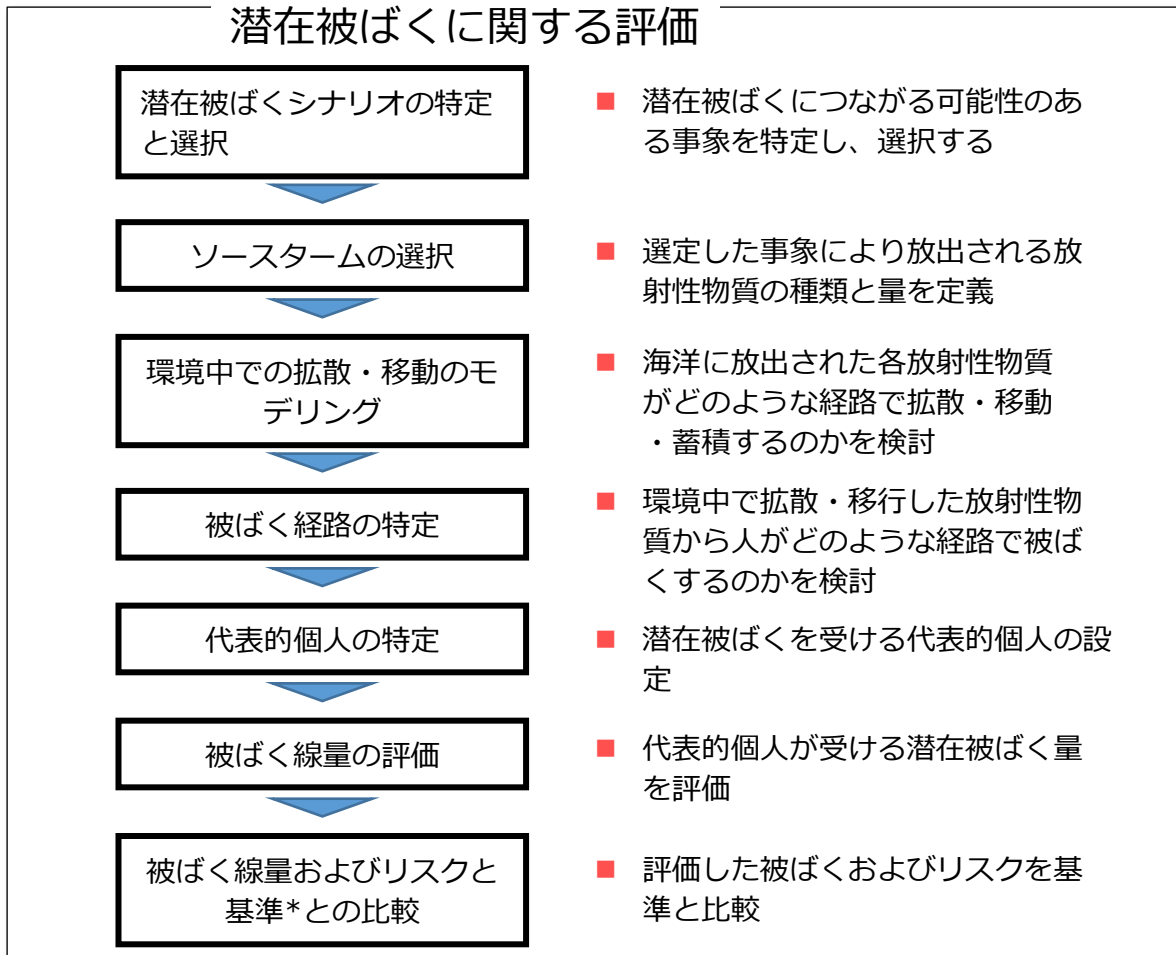 潜在被ばくに関する評価
潜在被ばくシナリオの特定
と選択
■ 潜在被ばくにつながる可能性のあ
る事象を特定し、選択する
ソースタームの選択
■ 選定した事象により放出される放
射性物質の種類と量を定義
環境中での拡散・移動のモ
デリング
■ 海洋に放出された各放射性物質
がどのような経路で拡散・移動
・蓄積するのかを検討
被ばく経路の特定
■ 環境中で拡散・移行した放射性物
質から人がどのような経路で被ば
くするのかを検討
代表的個人の特定
■ 潜在被ばくを受ける代表的個人の設
定
被ばく線量の評価
■ 代表的個人が受ける潜在被ばく量
を評価
被ばく線量およびリスクと
基準*との比較
■ 評価した被ばくおよびリスクを基
準と比較